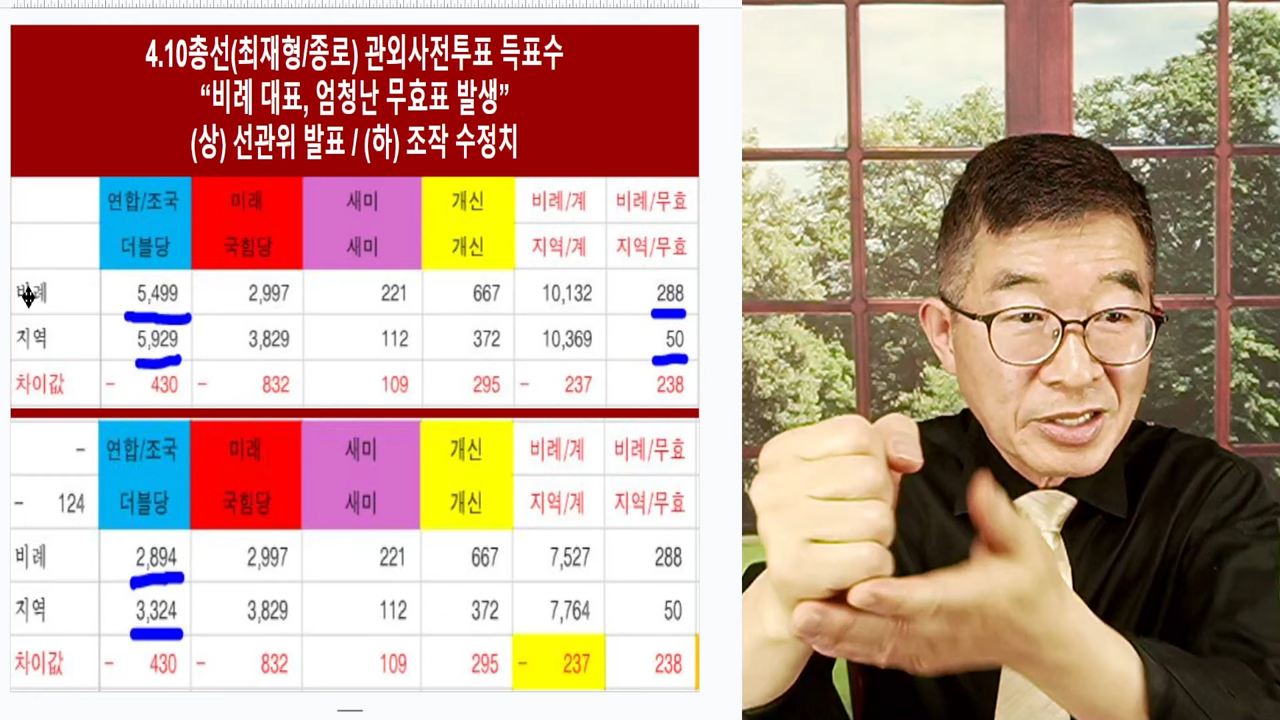 4.10총선(최재형/종로) 관외사전투표 득표수
“비례 대표, 엄청난 무효표 발생”
(상) 선관위 발표 / (하) 조작 수정치
연합/조국 미래 새미 개신 비례/계 비례/무효
더블당 국힘당 새미 개신 지역/계 지역/무효
비례 5,499 2,997 221 667 10,132 288
지역 5,929 3,829 112 372 10,369 50
차이값 - 430 - 832 109 295 - 237 238
- 연합/조국 미래 새미 개신 비례/계 비례/무효
- 124 더블당 국힘당 새미 개신 지역/계 지역/무효
비례 2,894 2,997 221 667 7,527 288
지역 3,324 3,829 112 372 7,764 50
차이값 - 430 - 832 109 295 - 237 238